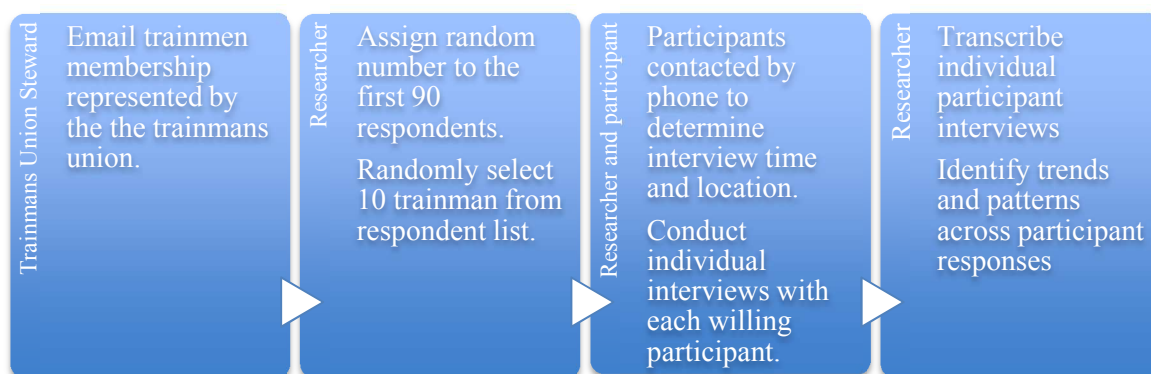 Trainmans Union Steward
Email trainmen
membership
represented by
the the trainmans
union.
Researcher
Assign random
number to the
first 90
respondents.
Randomly select
10 trainman from
respondent list.
Researcher and participant
Participants
contacted by
phone to
determine
interview time
and location.
Conduct
individual
interviews with
each willing
participant.
Researcher
Transcribe
individual
participant
interviews
Identify trends
and patterns
across participant
responses